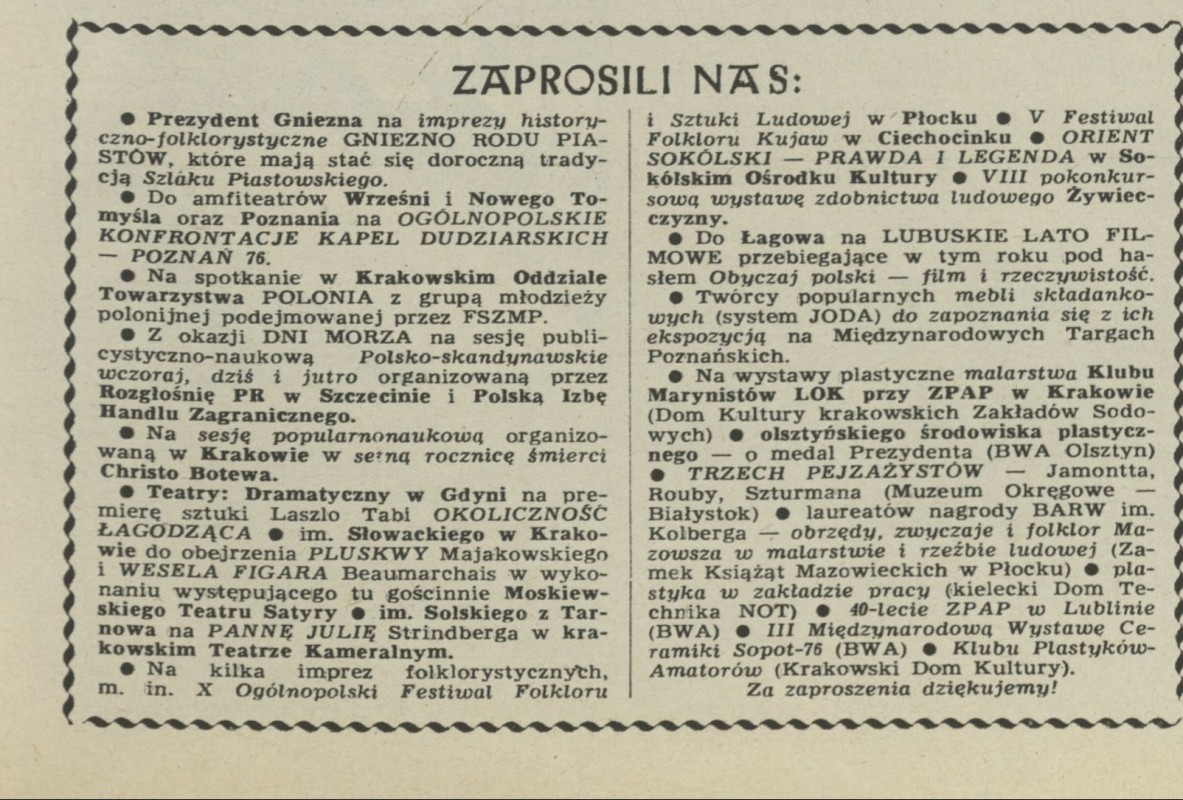 ZAPROSILI NAS:
● Prezydent Gniezna na imprezy history-
czno-folklorystyczne GNIEZNO RODU PIA-
STÓW, które mają stać się doroczną trady-
cją Szlaku Piastowskiego.
● Do amfiteatrów Wrześni i Nowego To-
myśla oraz Poznania na OGÓLNOPOLSKIE
KONFRONTACJE KAPEL DUDZIARSKICH
— POZNAŃ 76.
● Na spotkanie w Krakowskim Oddziale
Towarzystwa POLONIA z grupą młodzieży
polonijnej podejmowanej przez FSZMP.
● Z okazji DNI MORZA na sesję publi-
cystyczno-naukową Polsko-skandynawskie
wczoraj, dziś i jutro organizowaną przez
Rozgłośnię PR w Szczecinie i Polską Izbę
Handlu Zagranicznego.
● Na sesję popularnonaukową organizo-
waną w Krakowie w setną rocznicę śmierci
Christo Botewa.
● Teatry: Dramatyczny w Gdyni na pre-
mierę sztuki Laszlo Tabi OKOLICZNOŚĆ
ŁAGODZĄCA ● im. Słowackiego w Krako-
wie do obejrzenia PLUSKWY Majakowskiego
i WESELA FIGARA Beaumarchais w wyko-
naniu występującego tu gościnnie Moskiew-
skiego Teatru Satyry ● im. Solskiego z Tar-
nowa na PANNĘ JULIĘ Strindberga w kra-
kowskim Teatrze Kameralnym.
● Na kilka imprez folklorystycznych,
m. in. X Ogólnopolski Festiwal Folkloru
i Sztuki Ludowej w Płocku ● V Festiwal
Folkloru Kujaw w Ciechocinku ● ORIENT
SOKÓLSKI — PRAWDA I LEGENDA w So-
kólskim Ośrodku Kultury ● VIII pokonkur-
sową wystawę zdobnictwa ludowego Żywiec-
czyzny.
● Do Łagowa na LUBUSKIE LATO FIL-
MOWE przebiegające w tym roku pod ha-
słem Obyczaj polski — film i rzeczywistość.
● Twórcy popularnych mebli składanko-
wych (system JODA) do zapoznania się z ich
ekspozycją na Międzynarodowych Targach
Poznańskich.
● Na wystawy plastyczne malarstwa Klubu
Marynistów LOK przy ZPAP w Krakowie
(Dom Kultury krakowskich Zakładów Sodo-
wych) ● olsztyńskiego środowiska plastycz-
nego — o medal Prezydenta (BWA Olsztyn)
● TRZECH PEJZAŻYSTÓW — Jamontta,
Rouby, Szturmana (Muzeum Okręgowe —
Białystok) ● laureatów nagrody BARW im.
Kolberga — obrzędy, zwyczaje i folklor Ma-
zowsza w malarstwie i rzeźbie ludowej (Za-
mek Książąt Mazowieckich w Płocku) ● pla-
styka w zakładzie pracy (kielecki Dom Te-
chnika NOT) ● 40-lecie ZPAP w Lublinie
(BWA) ● III Międzynarodową Wystawę Ce-
ramiki Sopot-76 (BWA) ● Klubu Plastyków-
Amatorów (Krakowski Dom Kultury).
Za zaproszenia dziękujemy!